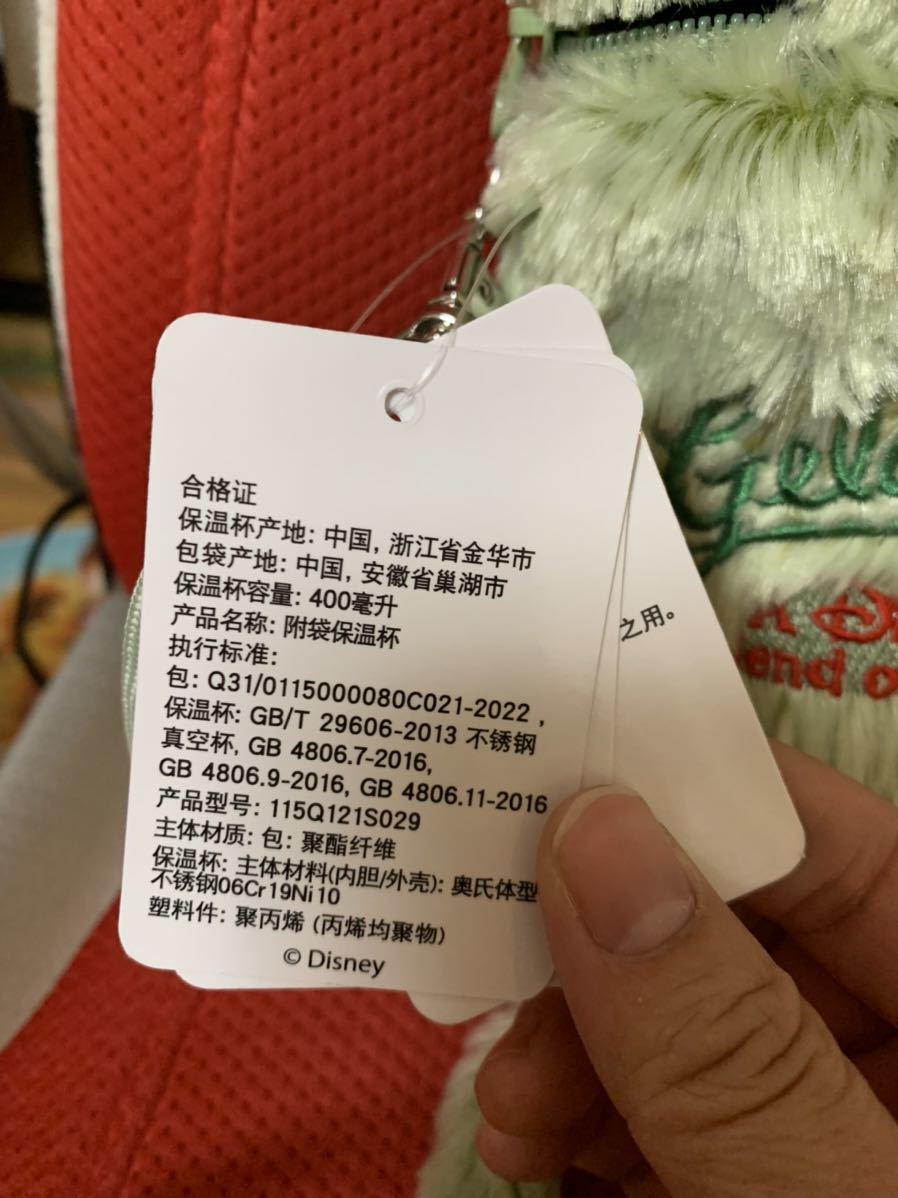 合格证
保温杯产地: 中国, 浙江省金华市
包袋产地: 中国, 安徽省巢湖市
保温杯容量: 400毫升
产品名称: 附袋保温杯
执行标准:
包: Q31/0115000080C021-2022 ,
保温杯: GB/T 29606-2013 不锈钢
真空杯, GB 4806.7-2016,
GB 4806.9-2016, GB 4806.11-2016
产品型号: 115Q121S029
主体材质: 包: 聚酯纤维
保温杯: 主体材料(内胆/外壳): 奥氏体型
不锈钢06Cr19Ni10
塑料件: 聚丙烯 (丙烯均聚物)
© Disney
之用。